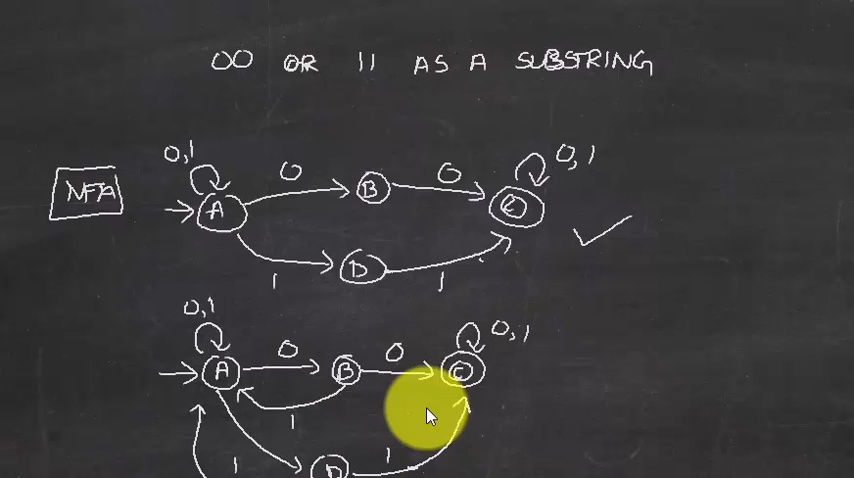 00 OR 11 AS A SUBSTRING
0,1 0 0 0,1
NFA A B C
D
1 1
0,1 0 0 0,1
A B C
1
1 1
D